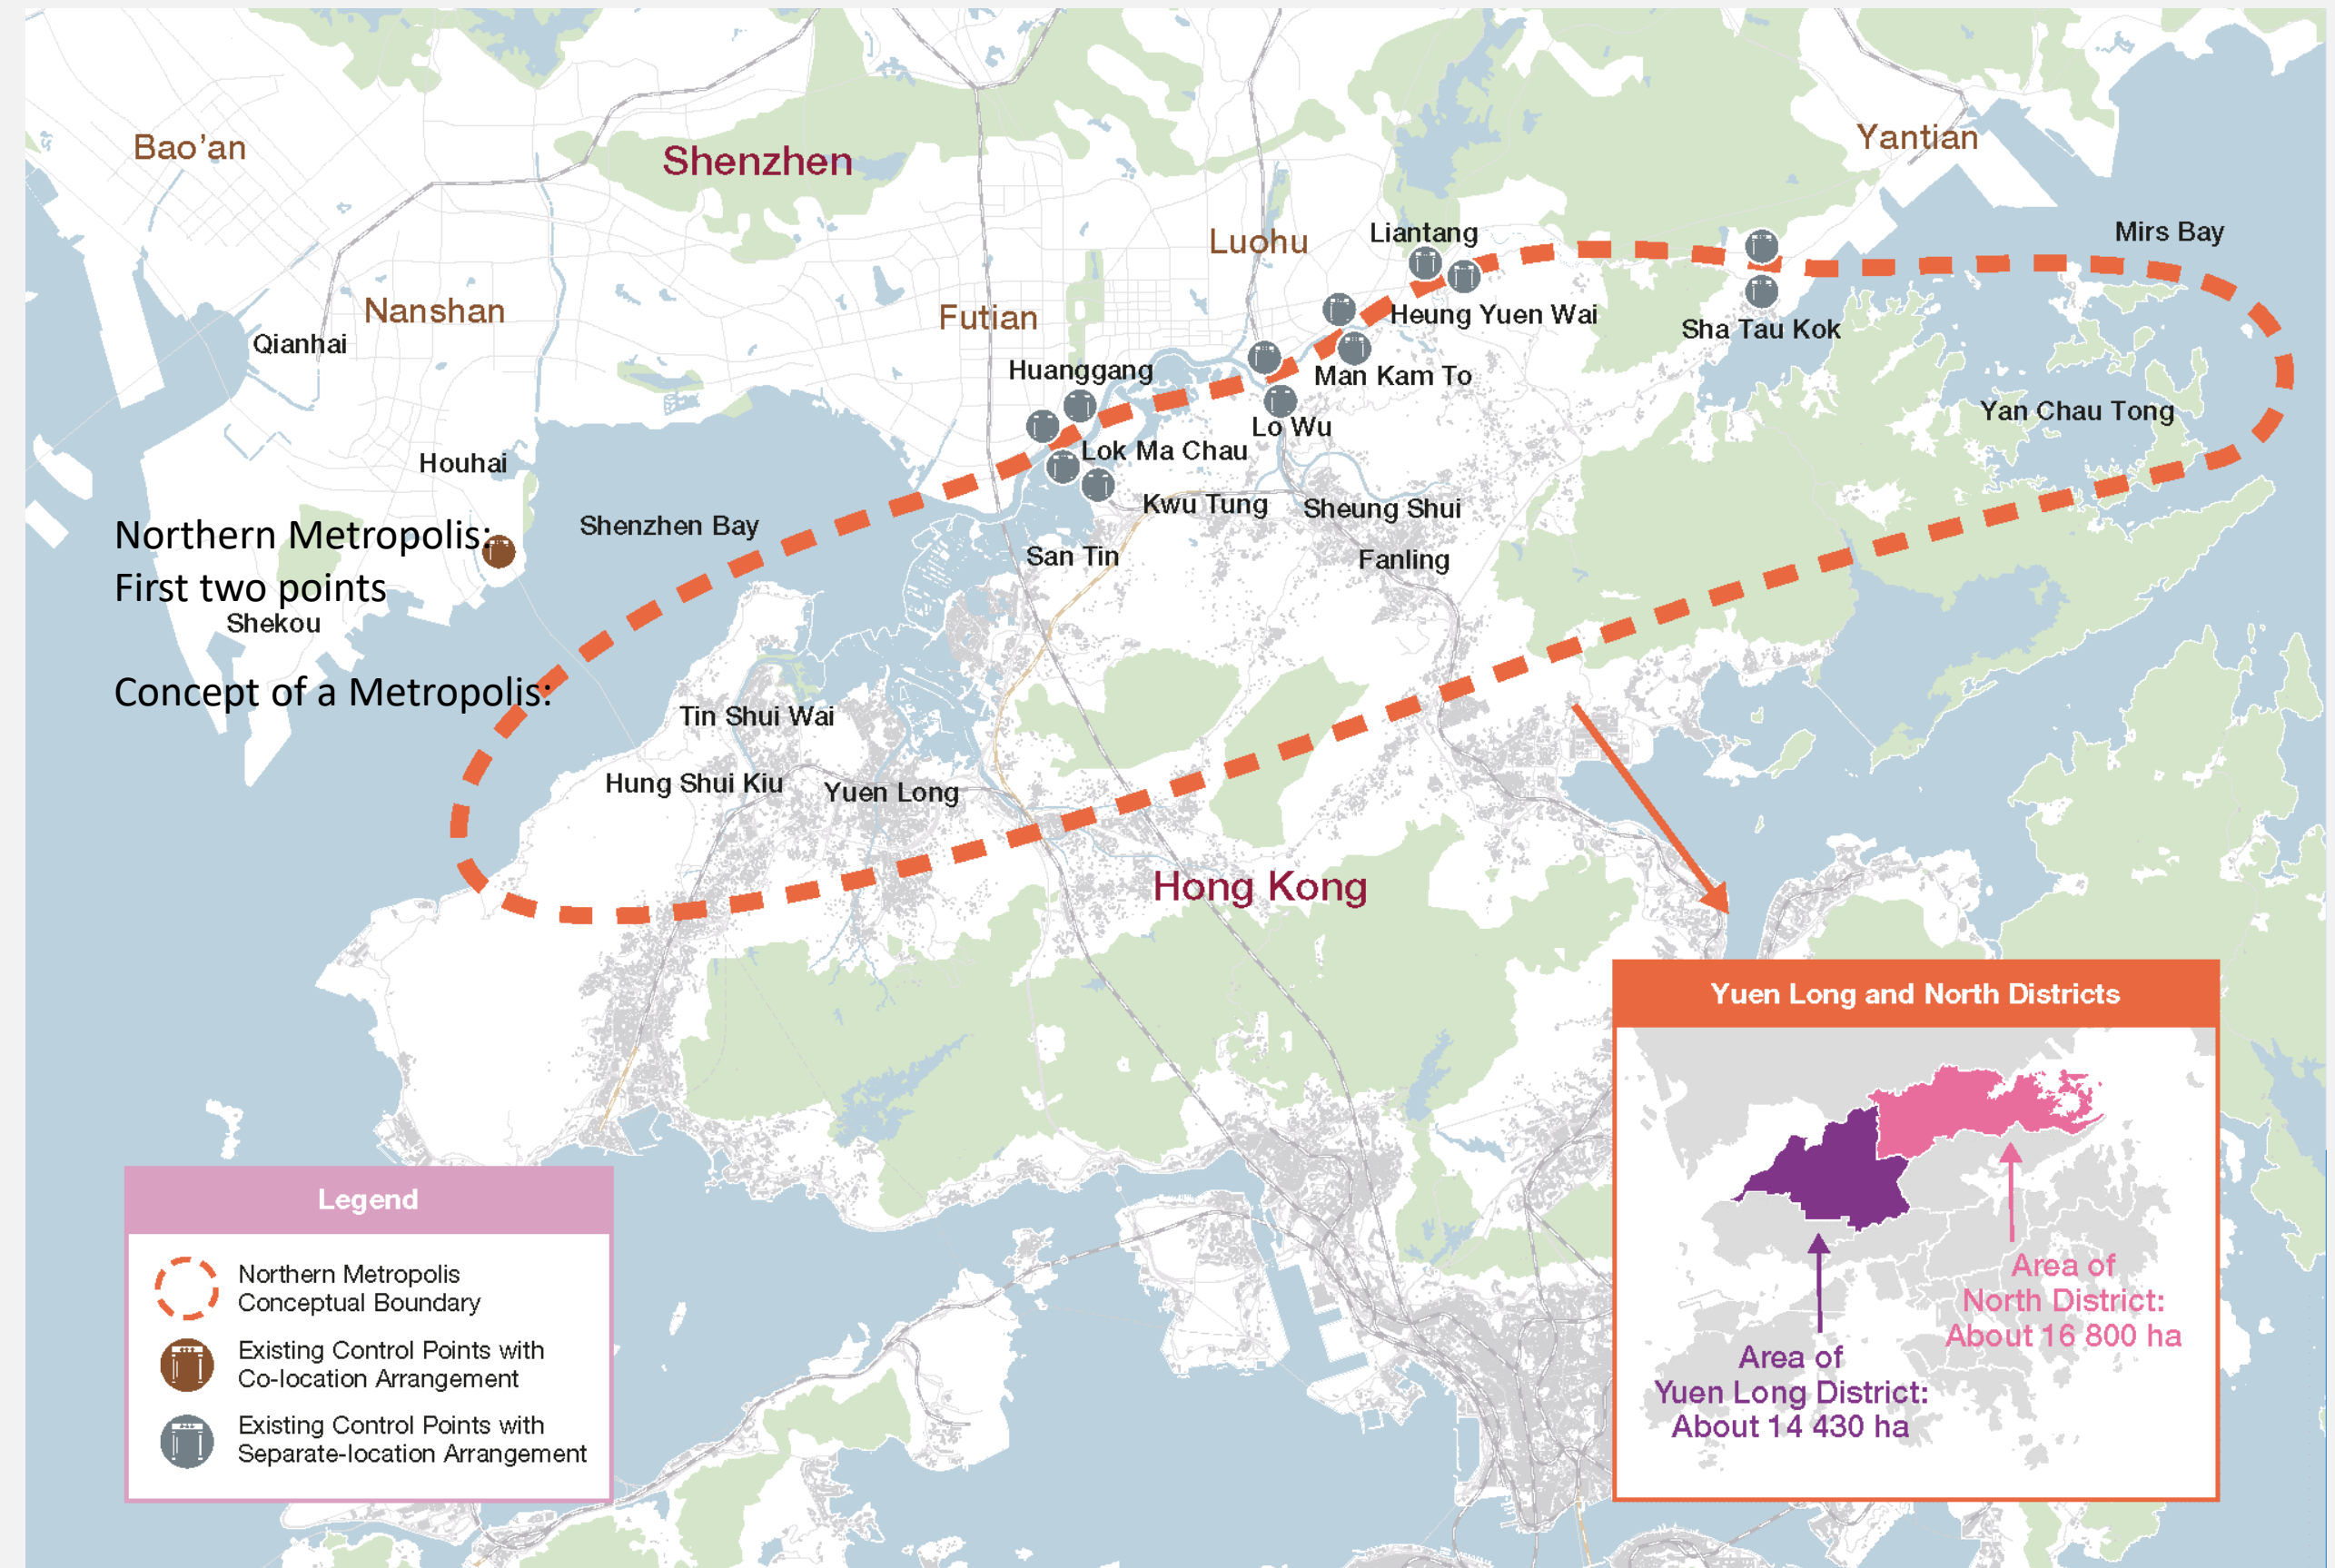 Bao’an
Shenzhen
Yantian
Luohu
Liantang
Mirs Bay
Nanshan
Futian
Heung Yuen Wai
Sha Tau Kok
Qianhai
Huanggang
Man Kam To
Yan Chau Tong
Lo Wu
Lok Ma Chau
Houhai
Kwu Tung
Sheung Shui
Shenzhen Bay
Northern Metropolis:
First two points
San Tin
Fanling
Shekou
Concept of a Metropolis:
Tin Shui Wai
Hung Shui Kiu
Yuen Long
Hong Kong
Yuen Long and North Districts
Area of
North District:
About 16 800 ha
Area of
Yuen Long District:
About 14 430 ha
Legend
Northern Metropolis
Conceptual Boundary
Existing Control Points with
Co-location Arrangement
Existing Control Points with
Separate-location Arrangement